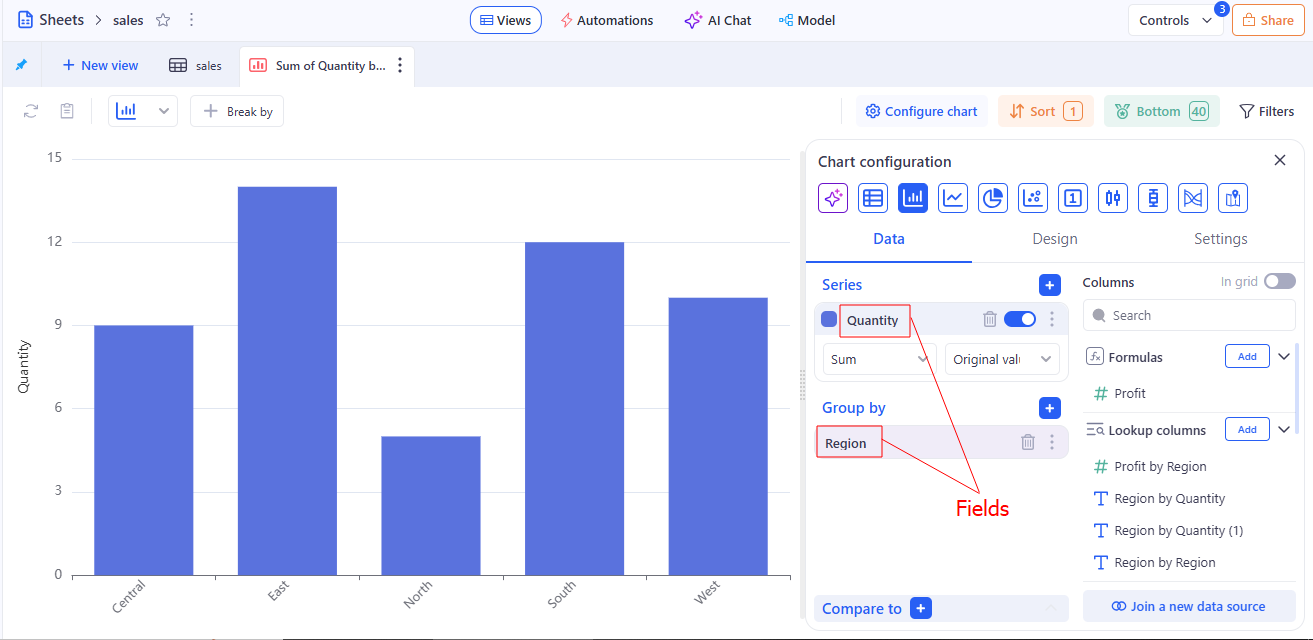 Sheets > sales
Views
Automations
AI Chat
Model
Controls
3
Share
+ New view
sales
Sum of Quantity b...
Break by
Configure chart
Sort 1
Bottom 40
Filters
15
12
9
6
3
0
Quantity
Central
East
North
South
West
Chart configuration
1
Data
Design
Settings
Series
Quantity
Sum
Original valu
Group by
Region
Fields
Compare to
Columns
In grid
Search
fx Formulas
Add
# Profit
Lookup columns
Add
# Profit by Region
T Region by Quantity
T Region by Quantity (1)
T Region by Region
Join a new data source